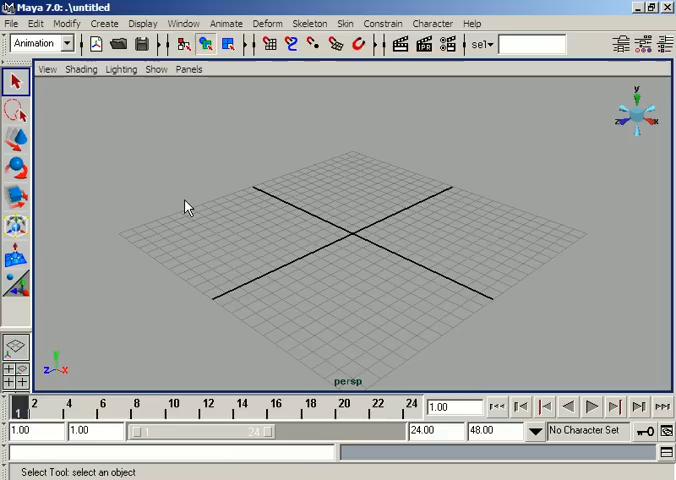 Maya 7.0: .\untitled
File Edit Modify Create Display Window Animate Deform Skeleton Skin Constrain Character Help
Animation sel
View Shading Lighting Show Panels
y
z x
z x
persp
1 2 4 6 8 10 12 14 16 18 20 22 24 1.00
1.00 1.00 1 24 24.00 48.00 No Character Set
Select Tool: select an object